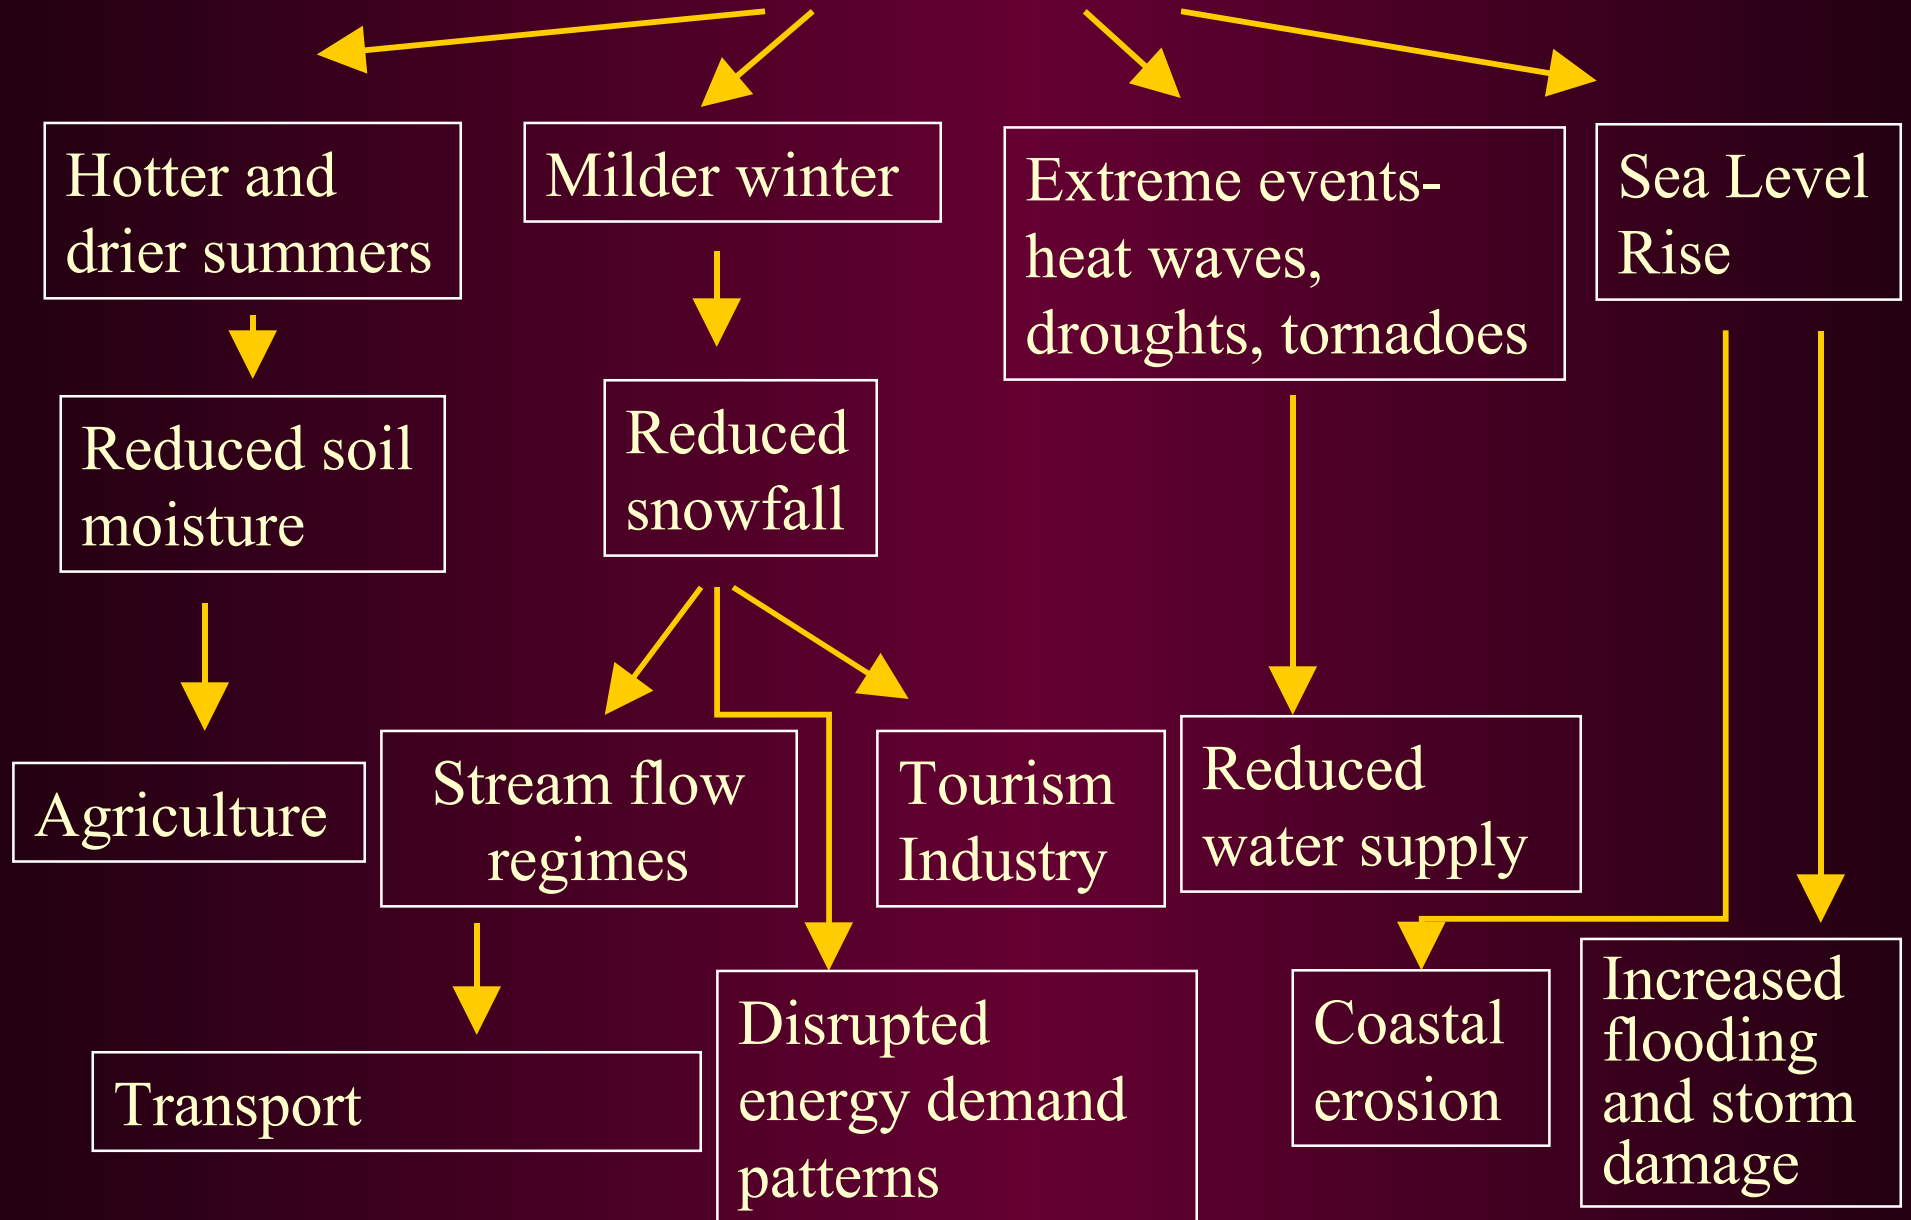 Hotter and
drier summers
Milder winter
Extreme events-
heat waves,
droughts, tornadoes
Sea Level
Rise
Reduced soil
moisture
Reduced
snowfall
Agriculture
Stream flow
regimes
Tourism
Industry
Reduced
water supply
Transport
Disrupted
energy demand
patterns
Coastal
erosion
Increased
flooding
and storm
damage